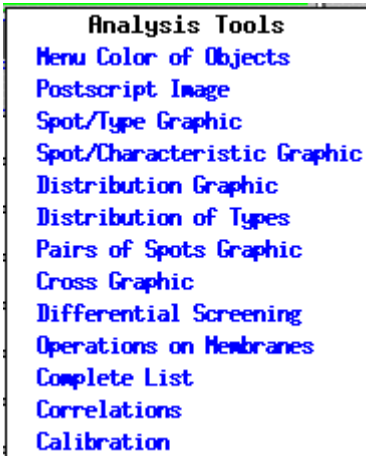 Analysis Tools
Menu Color of Objects
Postscript Image
Spot/Type Graphic
Spot/Characteristic Graphic
Distribution Graphic
Distribution of Types
Pairs of Spots Graphic
Cross Graphic
Differential Screening
Operations on Membranes
Complete List
Correlations
Calibration